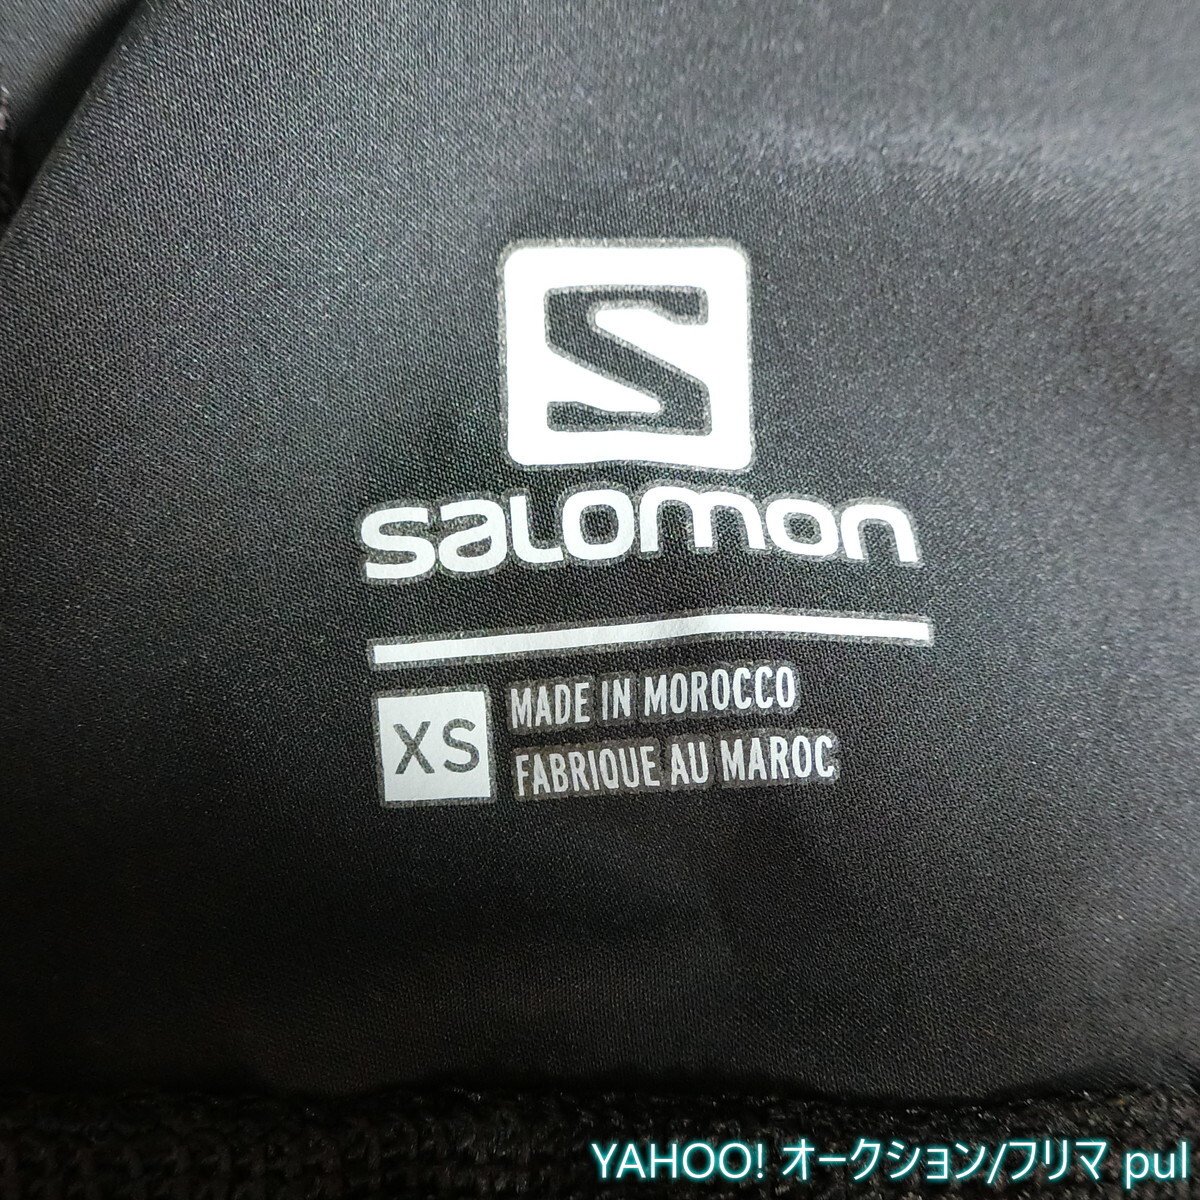 S
SALOMON
XS
MADE IN MOROCCO
FABRIQUE AU MAROC
YAHOO! オークション/フリマ pul